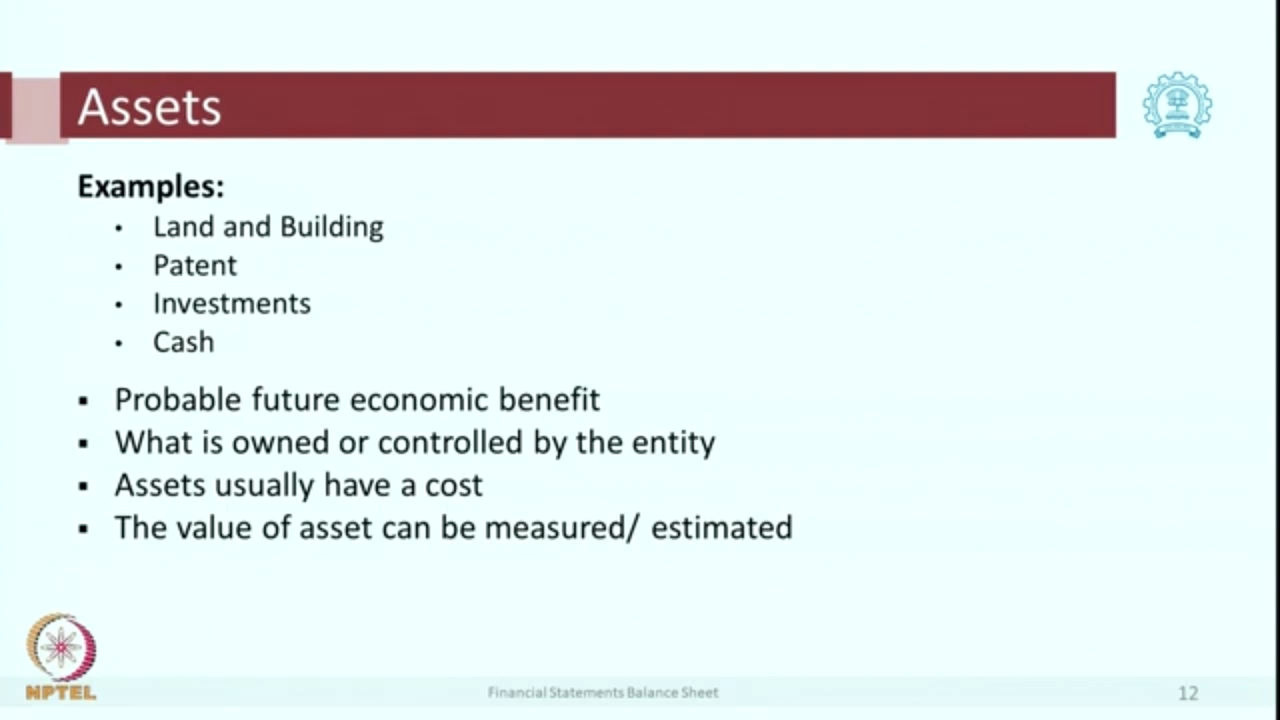 Assets
Examples:
• Land and Building
• Patent
• Investments
• Cash
▪ Probable future economic benefit
▪ What is owned or controlled by the entity
▪ Assets usually have a cost
▪ The value of asset can be measured/ estimated
NPTEL
Financial Statements Balance Sheet
12